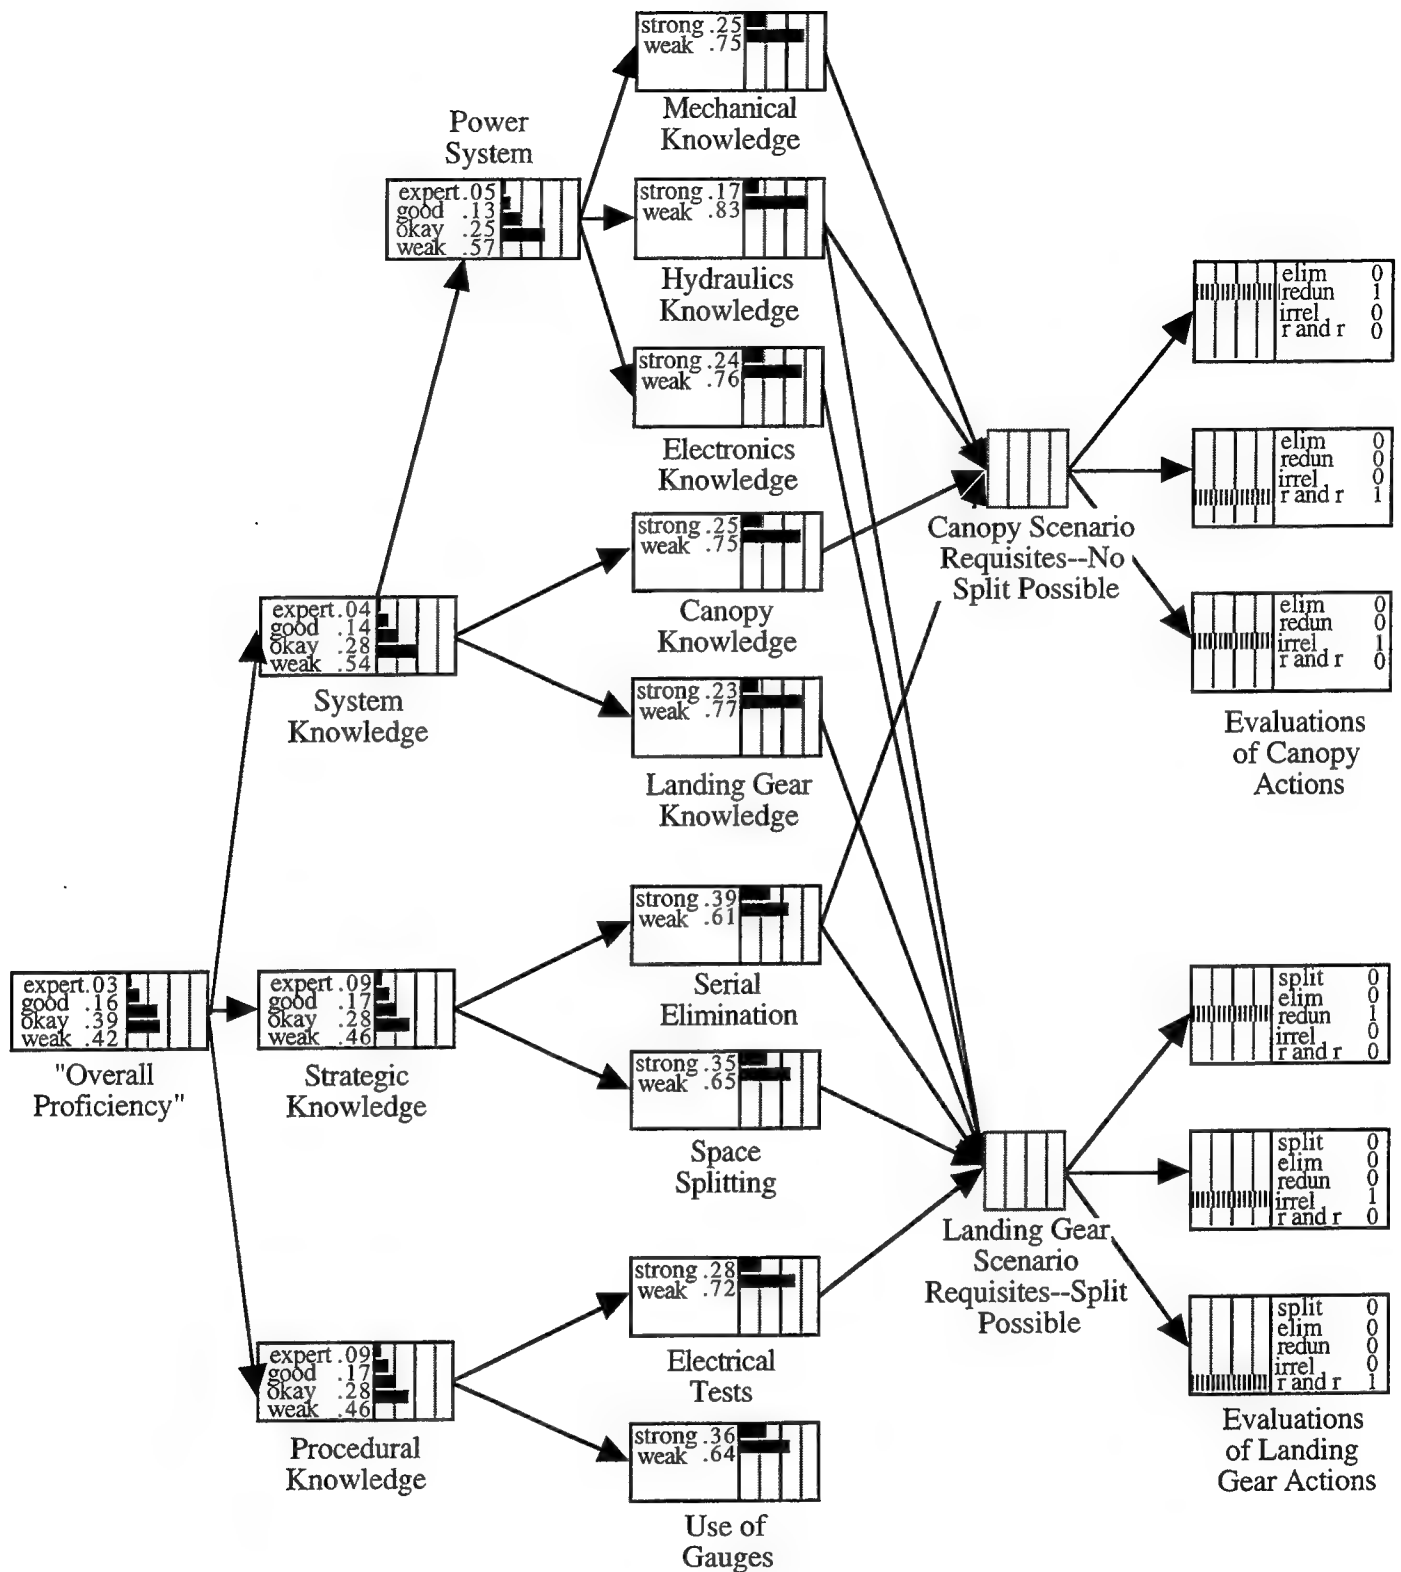 strong .25
weak .75
Mechanical
Knowledge
Power
System
expert .05
good .13
okay .25
weak .57
strong .17
weak .83
Hydraulics
Knowledge
strong .24
weak .76
Electronics
Knowledge
strong .25
weak .75
Canopy
Knowledge
expert .04
good .14
okay .28
weak .54
System
Knowledge
strong .23
weak .77
Landing Gear
Knowledge
strong .39
weak .61
Serial
Elimination
expert .03
good .16
okay .39
weak .42
"Overall
Proficiency"
expert .09
good .17
okay .28
weak .46
Strategic
Knowledge
strong .35
weak .65
Space
Splitting
strong .28
weak .72
Electrical
Tests
expert .09
good .17
okay .28
weak .46
Procedural
Knowledge
strong .36
weak .64
Use of
Gauges
Canopy Scenario
Requisites--No
Split Possible
Landing Gear
Scenario
Requisites--Split
Possible
elim 0
redun 1
irrel 0
r and r 0
elim 0
redun 0
irrel 0
r and r 1
elim 0
redun 0
irrel 1
r and r 0
Evaluations
of Canopy
Actions
split 0
elim 0
redun 1
irrel 0
r and r 0
split 0
elim 0
redun 0
irrel 1
r and r 0
split 0
elim 0
redun 0
irrel 0
r and r 1
Evaluations
of Landing
Gear Actions